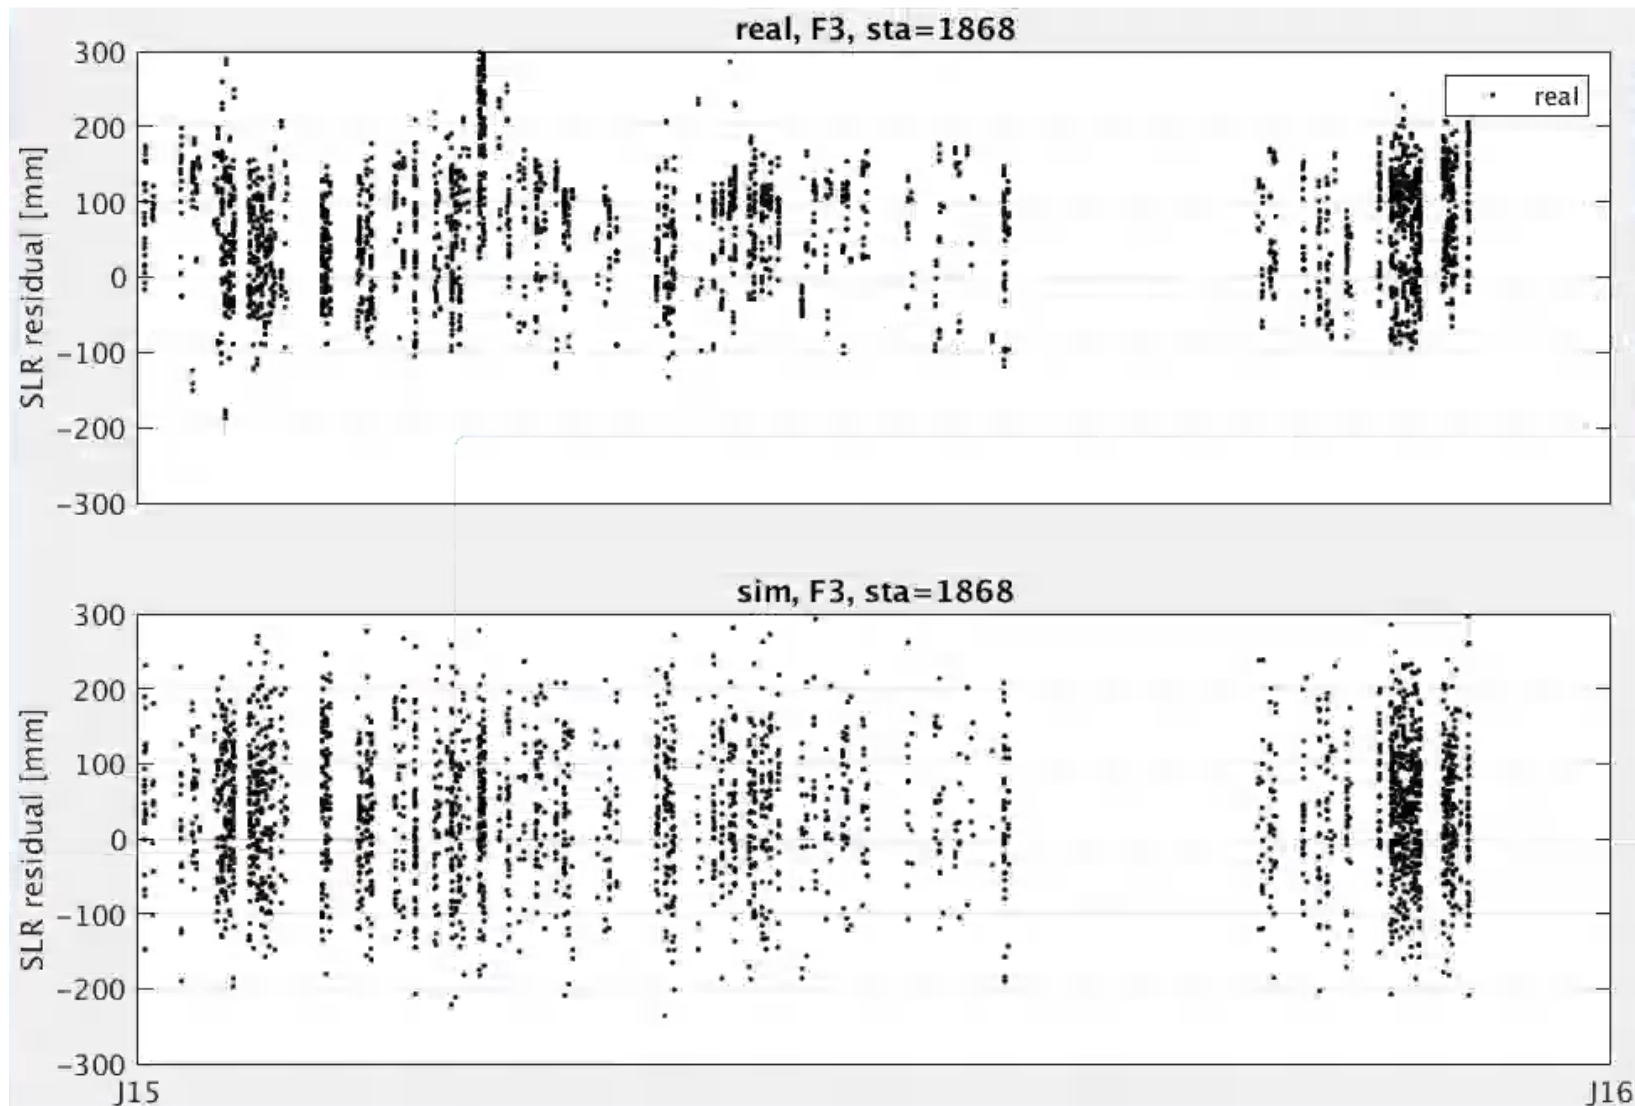 real, F3, sta=1868
300
200
100
0
−100
−200
−300
SLR residual [mm]
real
sim, F3, sta=1868
300
200
100
0
−100
−200
−300
SLR residual [mm]
J15
J16